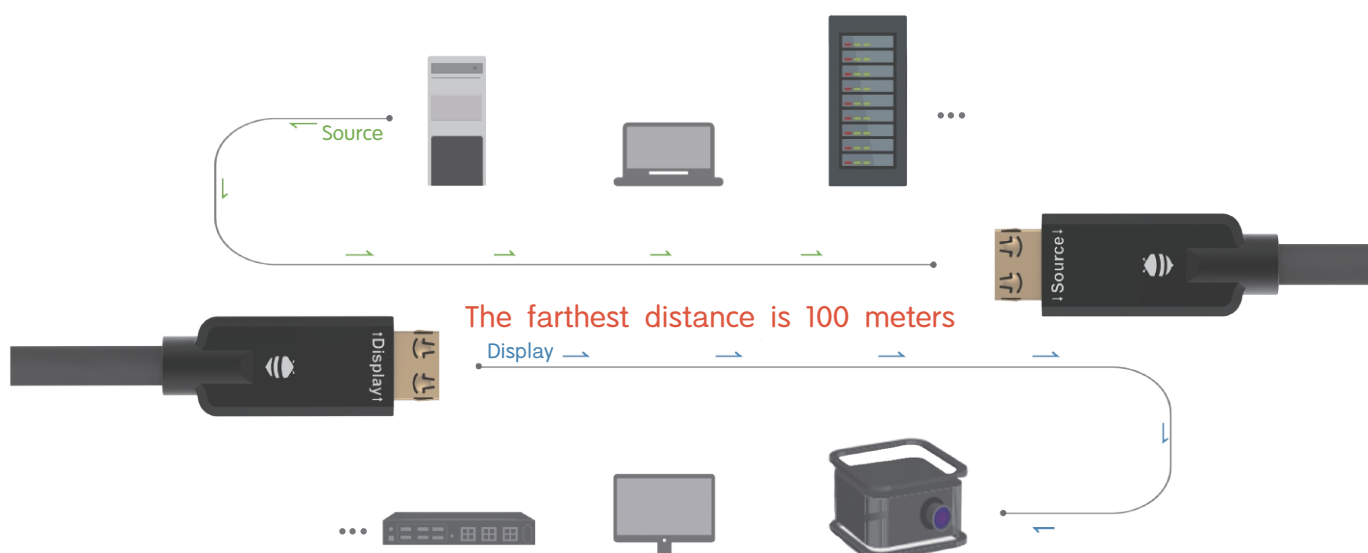 Source
↑Source↑
The farthest distance is 100 meters
↑Display↑
Display